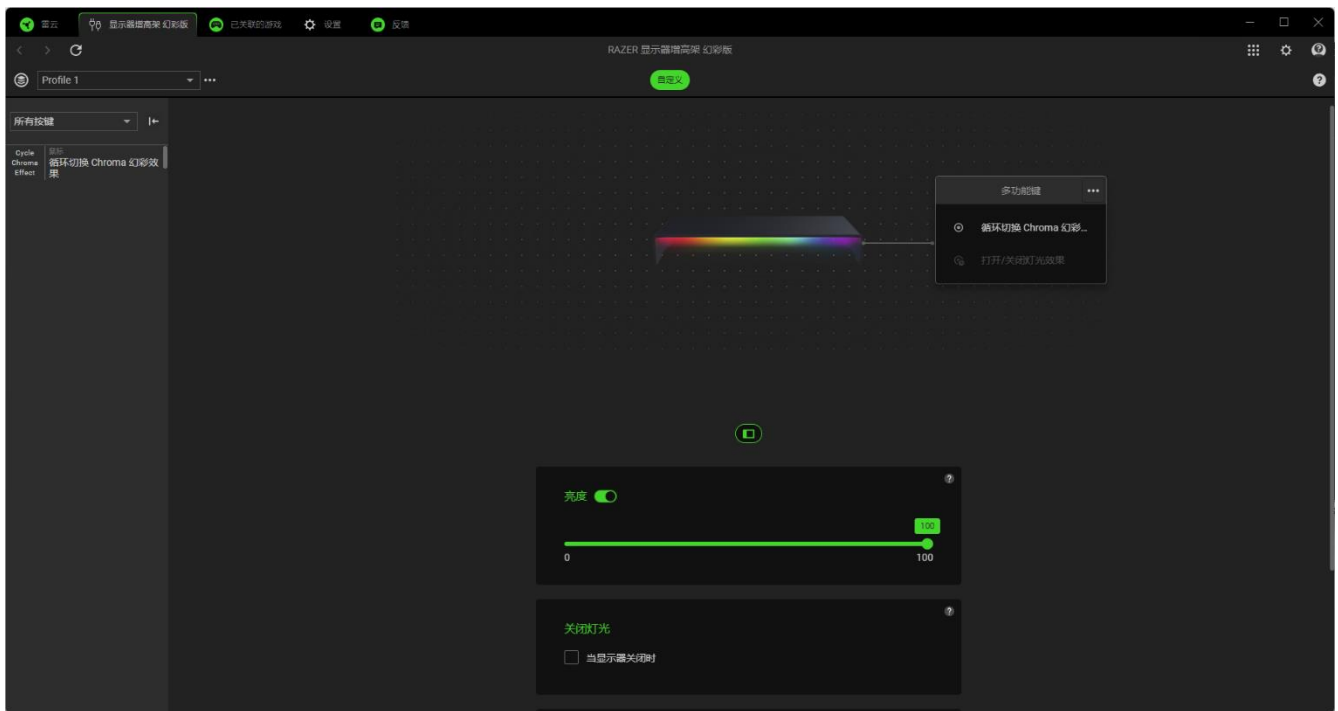 雷云
显示器增高架 幻彩版
已关联的游戏
设置
反馈
RAZER 显示器增高架 幻彩版
Profile 1
自定义
所有按键
Cycle
Chroma
Effect
显示
循环切换 Chroma 幻彩效
果
多功能键
循环切换 Chroma 幻彩...
打开/关闭灯光效果
亮度
100
0
100
关闭灯光
当显示器关闭时